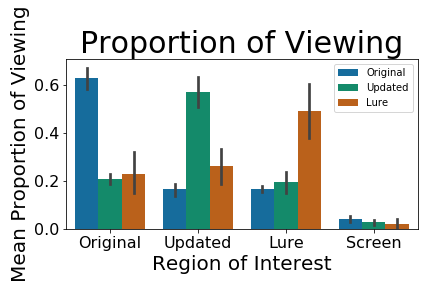 Proportion of Viewing
Mean Proportion of Viewing
0.6
0.4
0.2
0.0
Original
Updated
Lure
Original Updated Lure Screen
Region of Interest